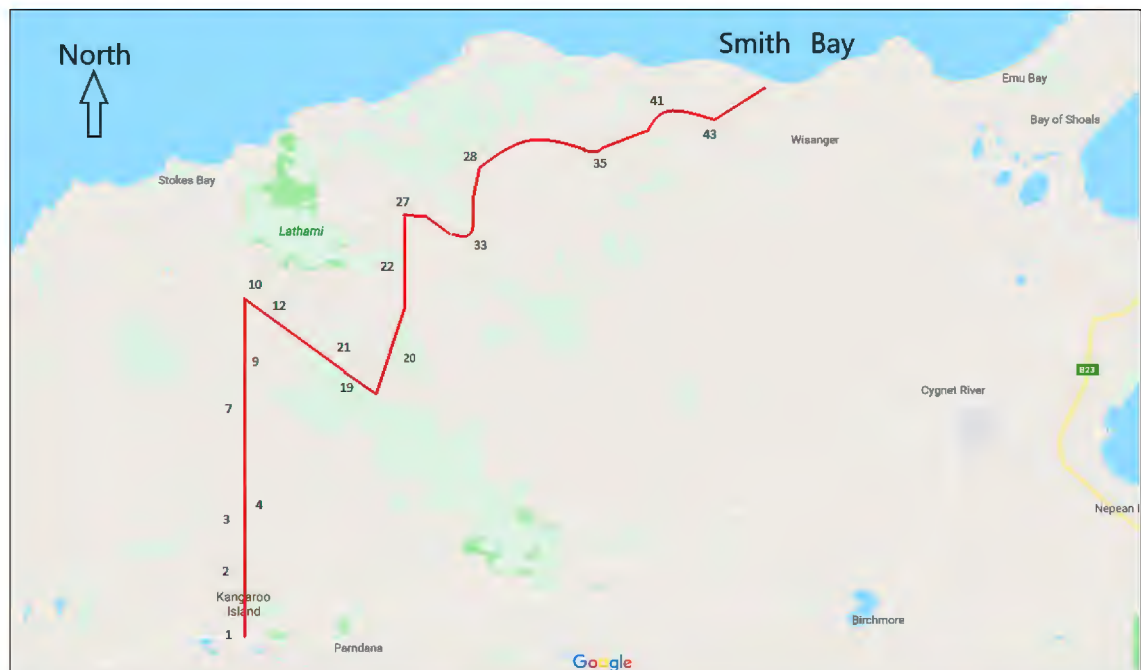 Smith Bay
North
Emu Bay
41
Bay of Shoals
43
Wisanger
28
35
Stokes Bay
27
Lathami
33
22
10
12
21
20
9
19
B23
7
Cygnet River
4
3
Nepean
2
Kangaroo
Island
1
Birchmore
Parndana
Google